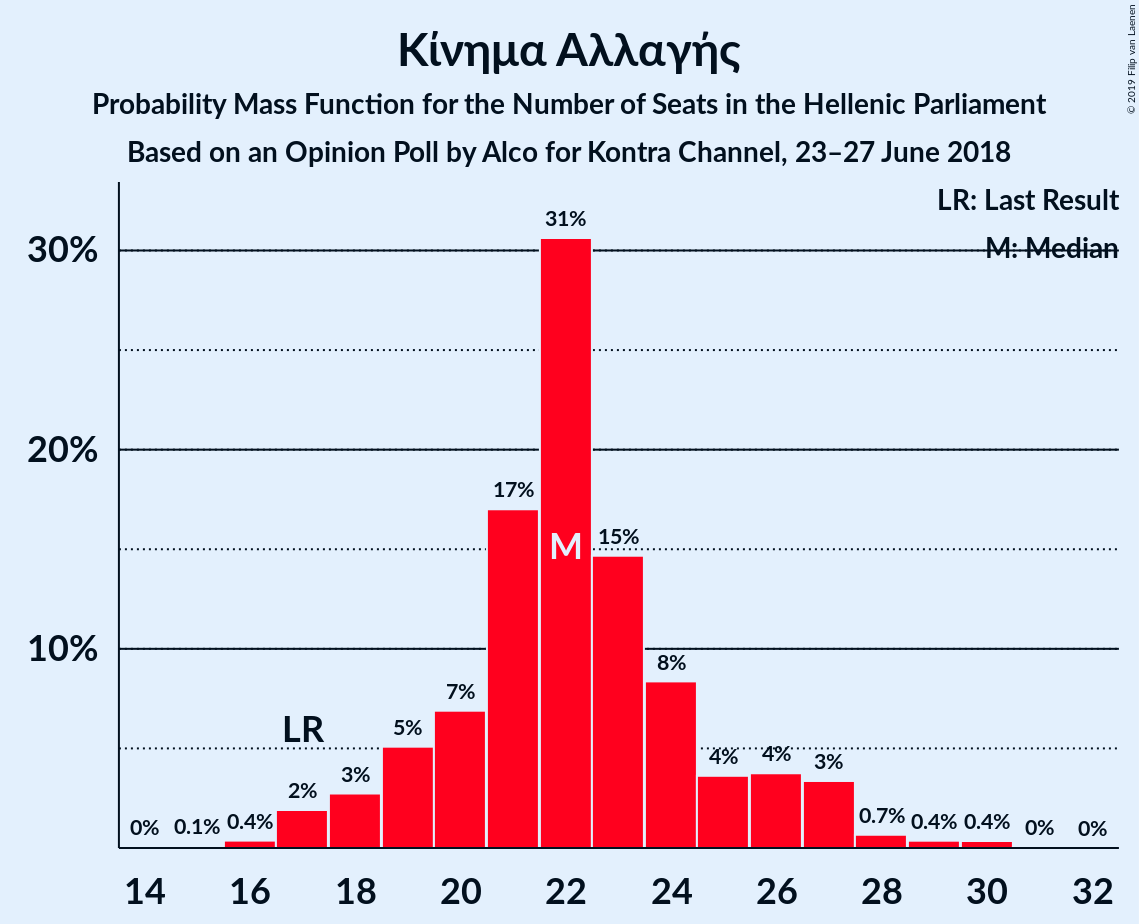 Κίνημα Αλλαγής
Probability Mass Function for the Number of Seats in the Hellenic Parliament
Based on an Opinion Poll by Alco for Kontra Channel, 23–27 June 2018
© 2019 Filip van Laenen
LR: Last Result
M: Median
30%
20%
10%
0%
0.1%
0.4%
2%
3%
5%
7%
17%
31%
15%
8%
4%
4%
3%
0.7%
0.4%
0.4%
0%
0%
LR
M
14 16 18 20 22 24 26 28 30 32